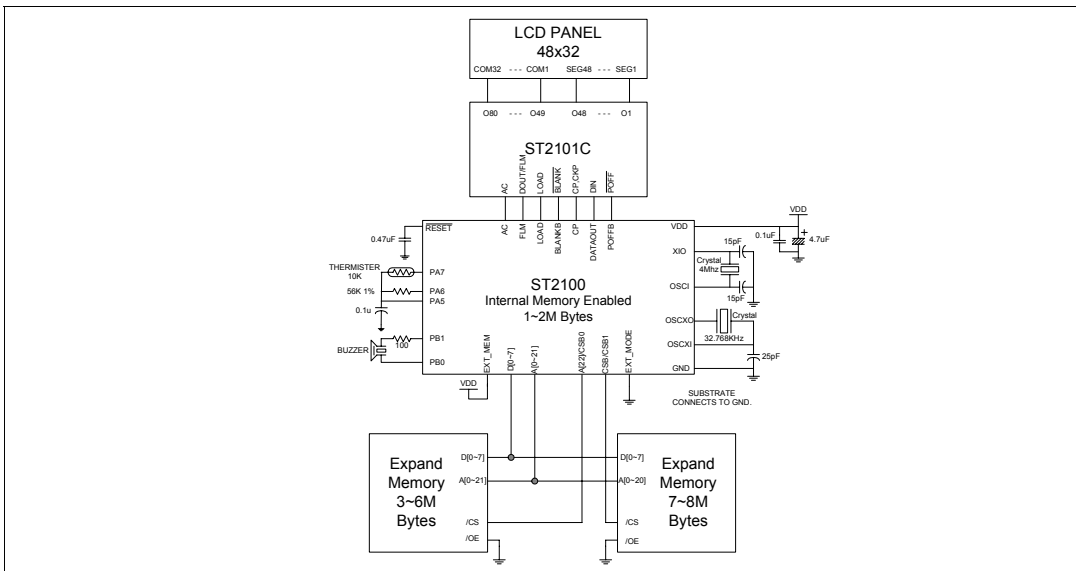 LCD PANEL
48x32
COM32 --- COM1 SEG48 --- SEG1
O80 --- O49 O48 --- O1
ST2101C
AC
DOUT/FLM
LOAD
BLANK
CP,CKP
DIN
POFF
AC
FLM
LOAD
BLANKB
CP
DATAOUT
POFFB
RESET
0.47uF
THERMISTER
10K
PA7
56K 1%
PA6
PA5
0.1u
PB1
100
BUZZER
PB0
ST2100
Internal Memory Enabled
1~2M Bytes
VDD
VDD
0.1uF
+
4.7uF
XIO
15pF
Crystal
4Mhz
OSCI
15pF
OSCXO
Crystal
32.768KHz
OSCXI
25pF
GND
SUBSTRATE
CONNECTS TO GND.
EXT_MEM
D[0~7]
A[0~21]
A[22]/CSB0
CSB/CSB1
EXT_MODE
VDD
Expand
Memory
3~6M
Bytes
D[0~7]
A[0~21]
/CS
/OE
D[0~7]
A[0~20]
/CS
/OE
Expand
Memory
7~8M
Bytes